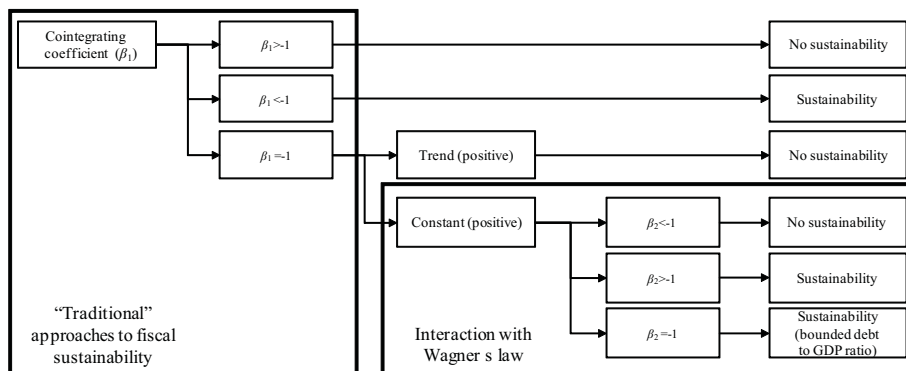 Cointegrating
coefficient (β1)
β1>-1
No sustainability
β1<-1
Sustainability
β1=-1
Trend (positive)
No sustainability
Constant (positive)
β2<-1
No sustainability
β2>-1
Sustainability
β2=-1
Sustainability
(bounded debt
to GDP ratio)
“Traditional”
approaches to fiscal
sustainability
Interaction with
Wagner s law